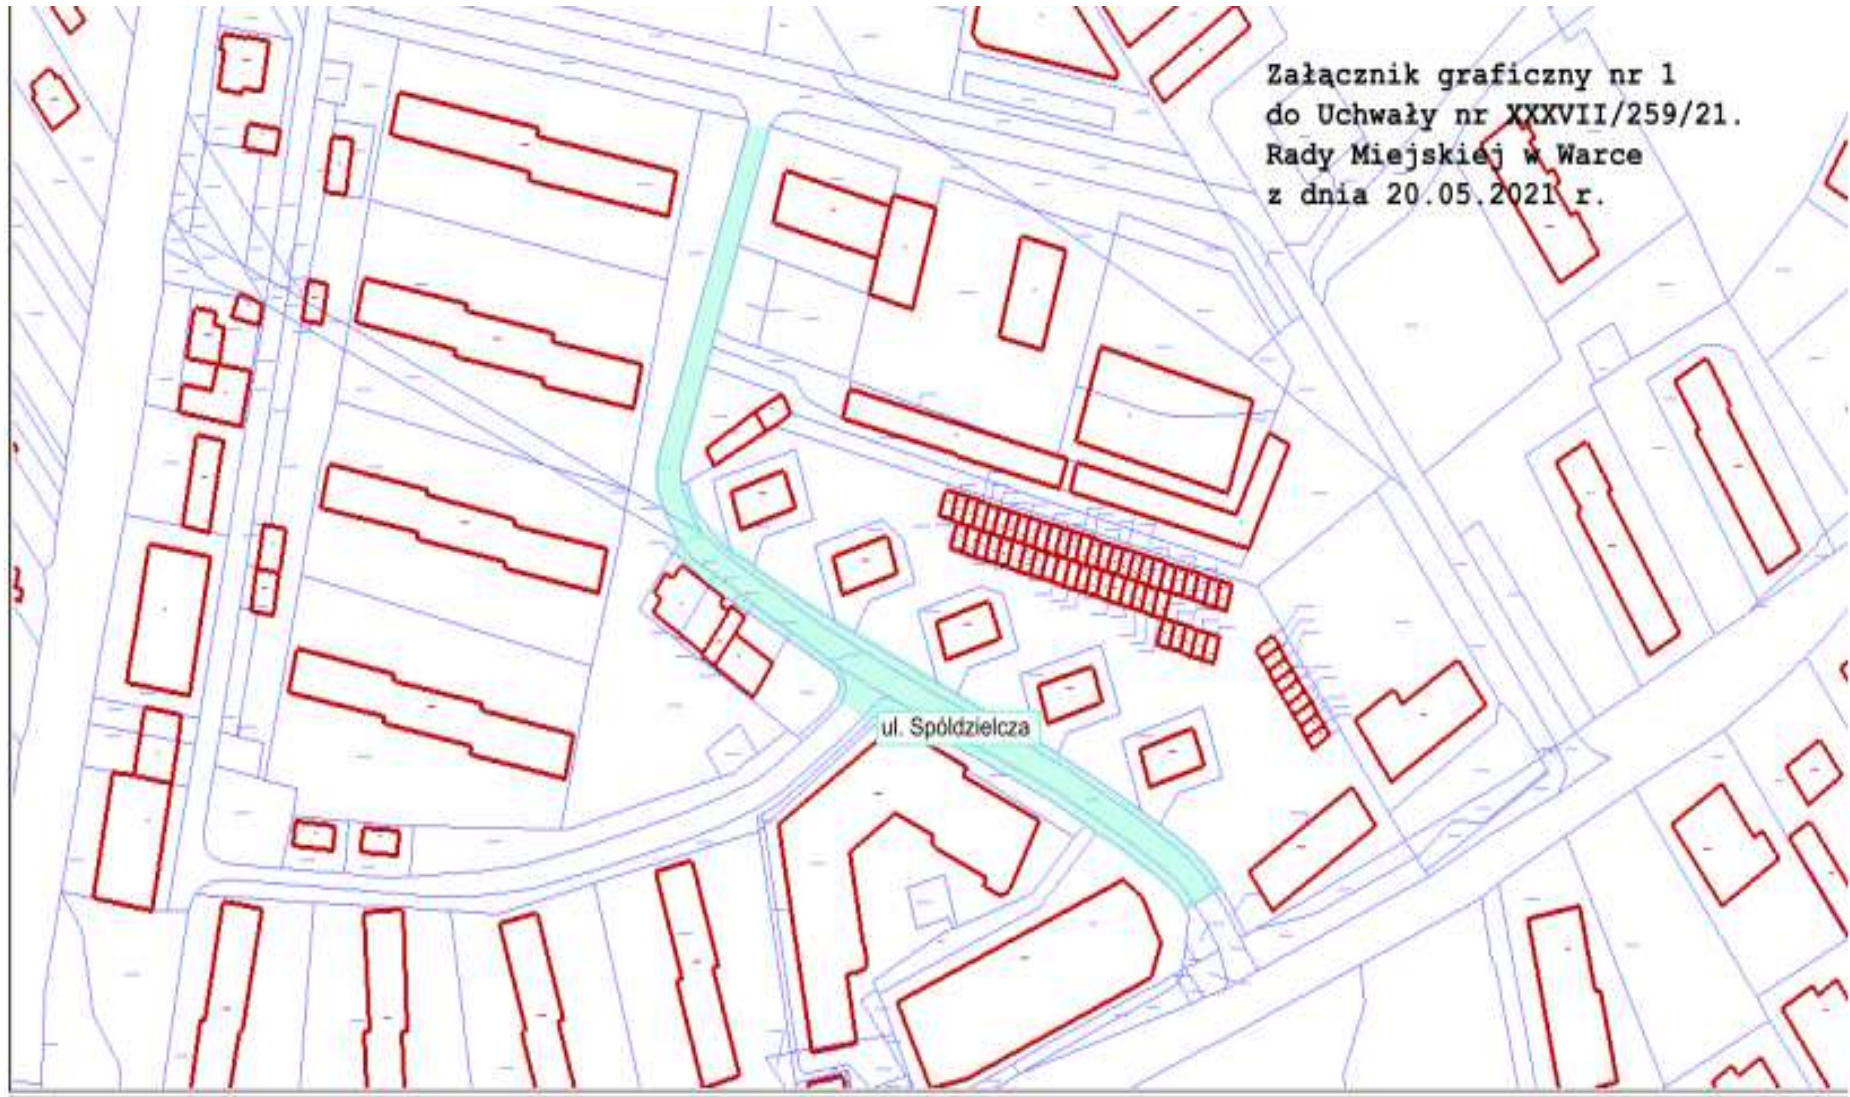 Załącznik graficzny nr 1
do Uchwały nr XXXVII/259/21.
Rady Miejskiej w Warce
z dnia 20.05.2021 r.
ul. Spółdzielcza